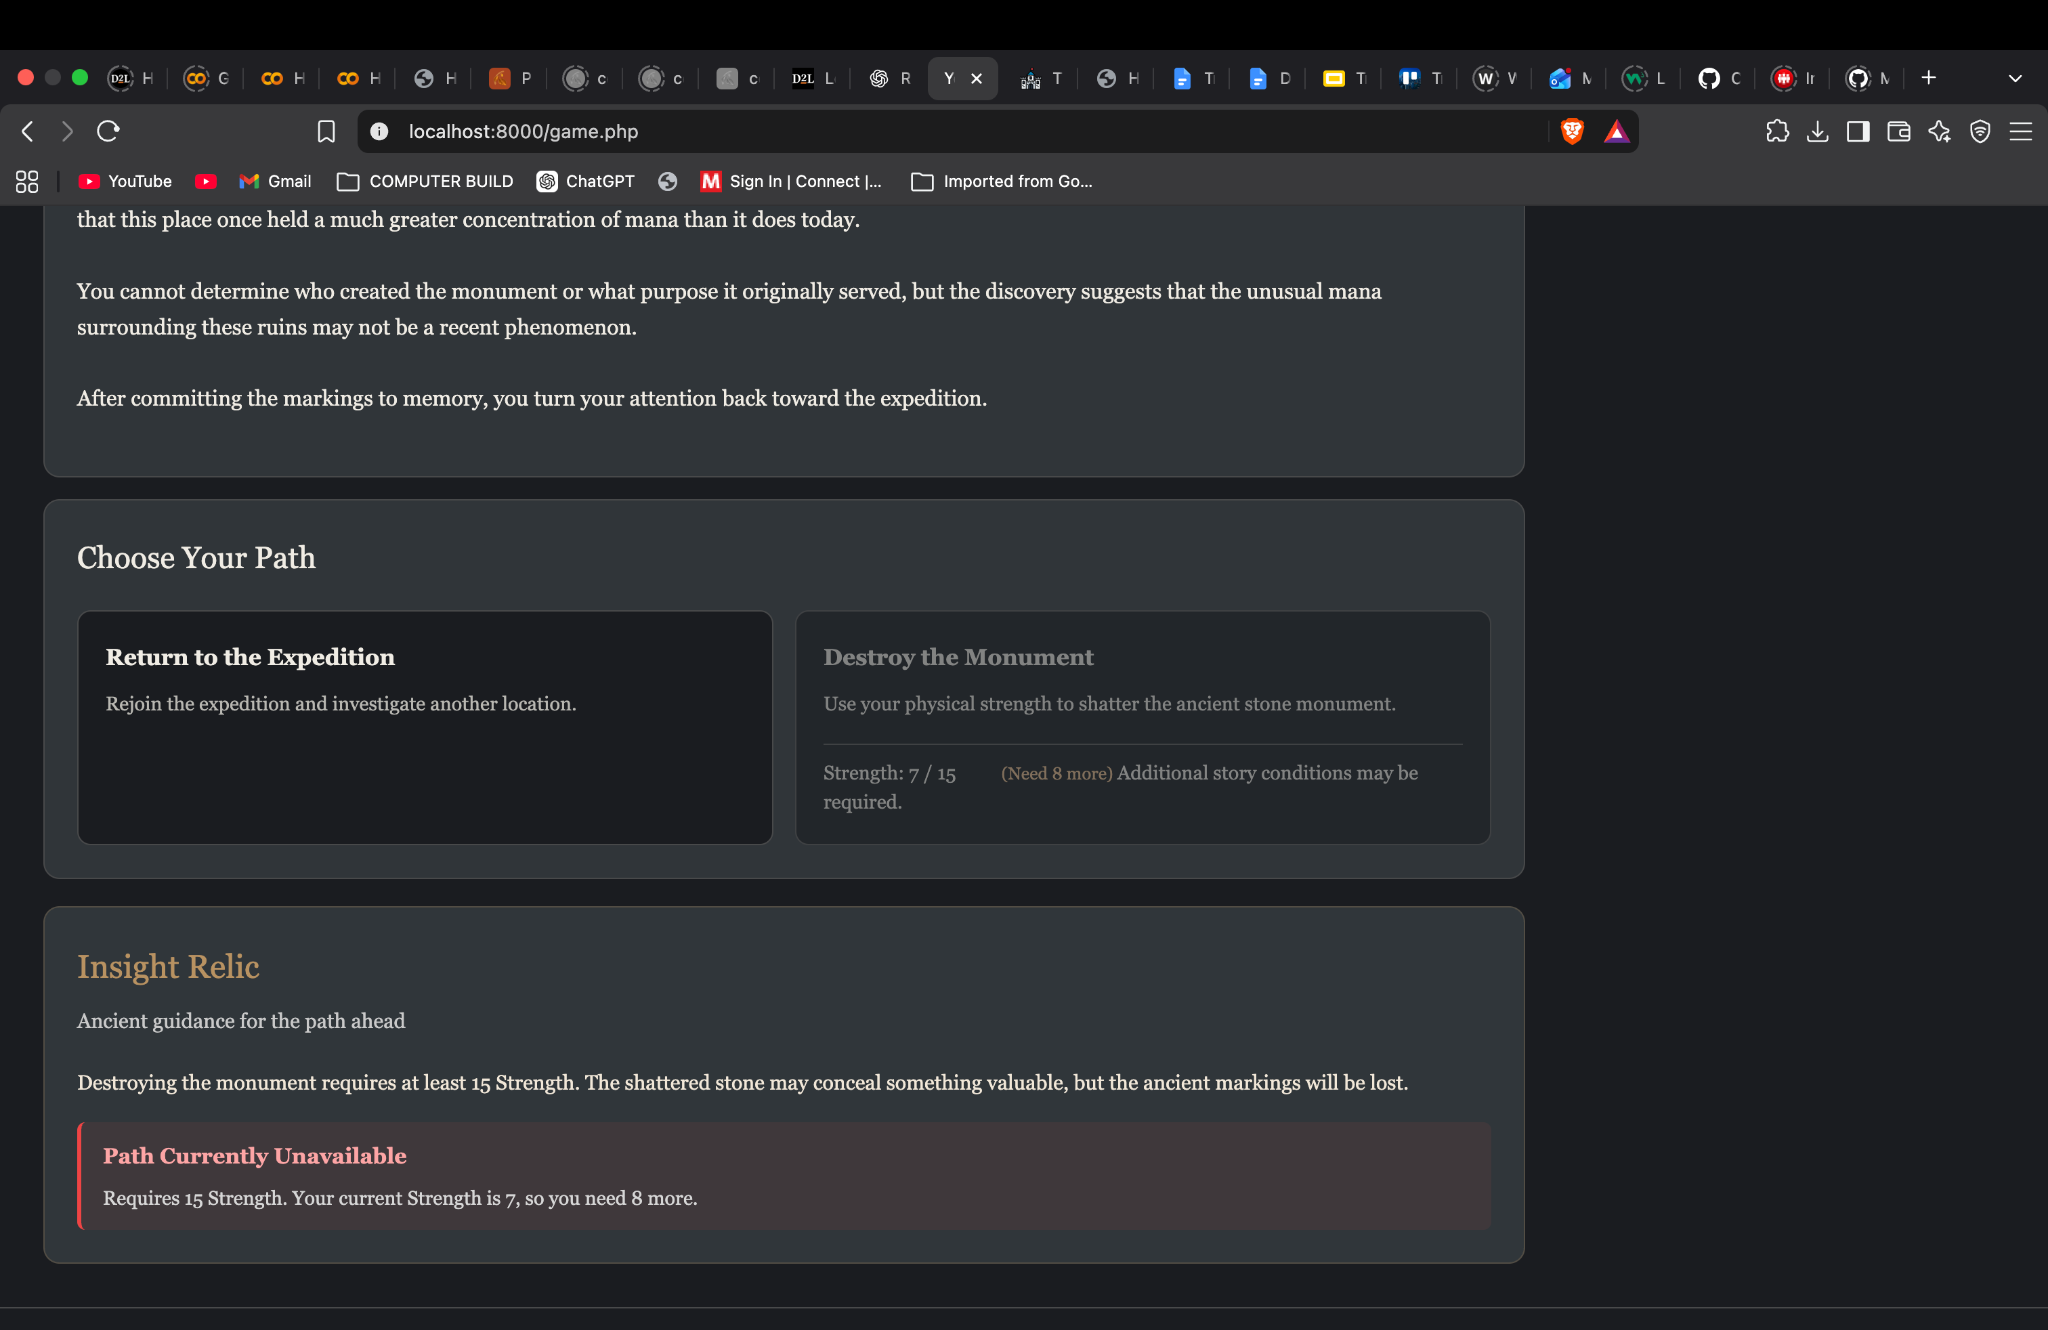 D2L H G H H H P c c c D2L L R Y T H T D T T W V M L C Ir M
localhost:8000/game.php
YouTube Gmail COMPUTER BUILD ChatGPT Sign In | Connect |... Imported from Go...
that this place once held a much greater concentration of mana than it does today.
You cannot determine who created the monument or what purpose it originally served, but the discovery suggests that the unusual mana
surrounding these ruins may not be a recent phenomenon.
After committing the markings to memory, you turn your attention back toward the expedition.
Choose Your Path
Return to the Expedition
Rejoin the expedition and investigate another location.
Destroy the Monument
Use your physical strength to shatter the ancient stone monument.
Strength: 7 / 15 (Need 8 more) Additional story conditions may be
required.
Insight Relic
Ancient guidance for the path ahead
Destroying the monument requires at least 15 Strength. The shattered stone may conceal something valuable, but the ancient markings will be lost.
Path Currently Unavailable
Requires 15 Strength. Your current Strength is 7, so you need 8 more.